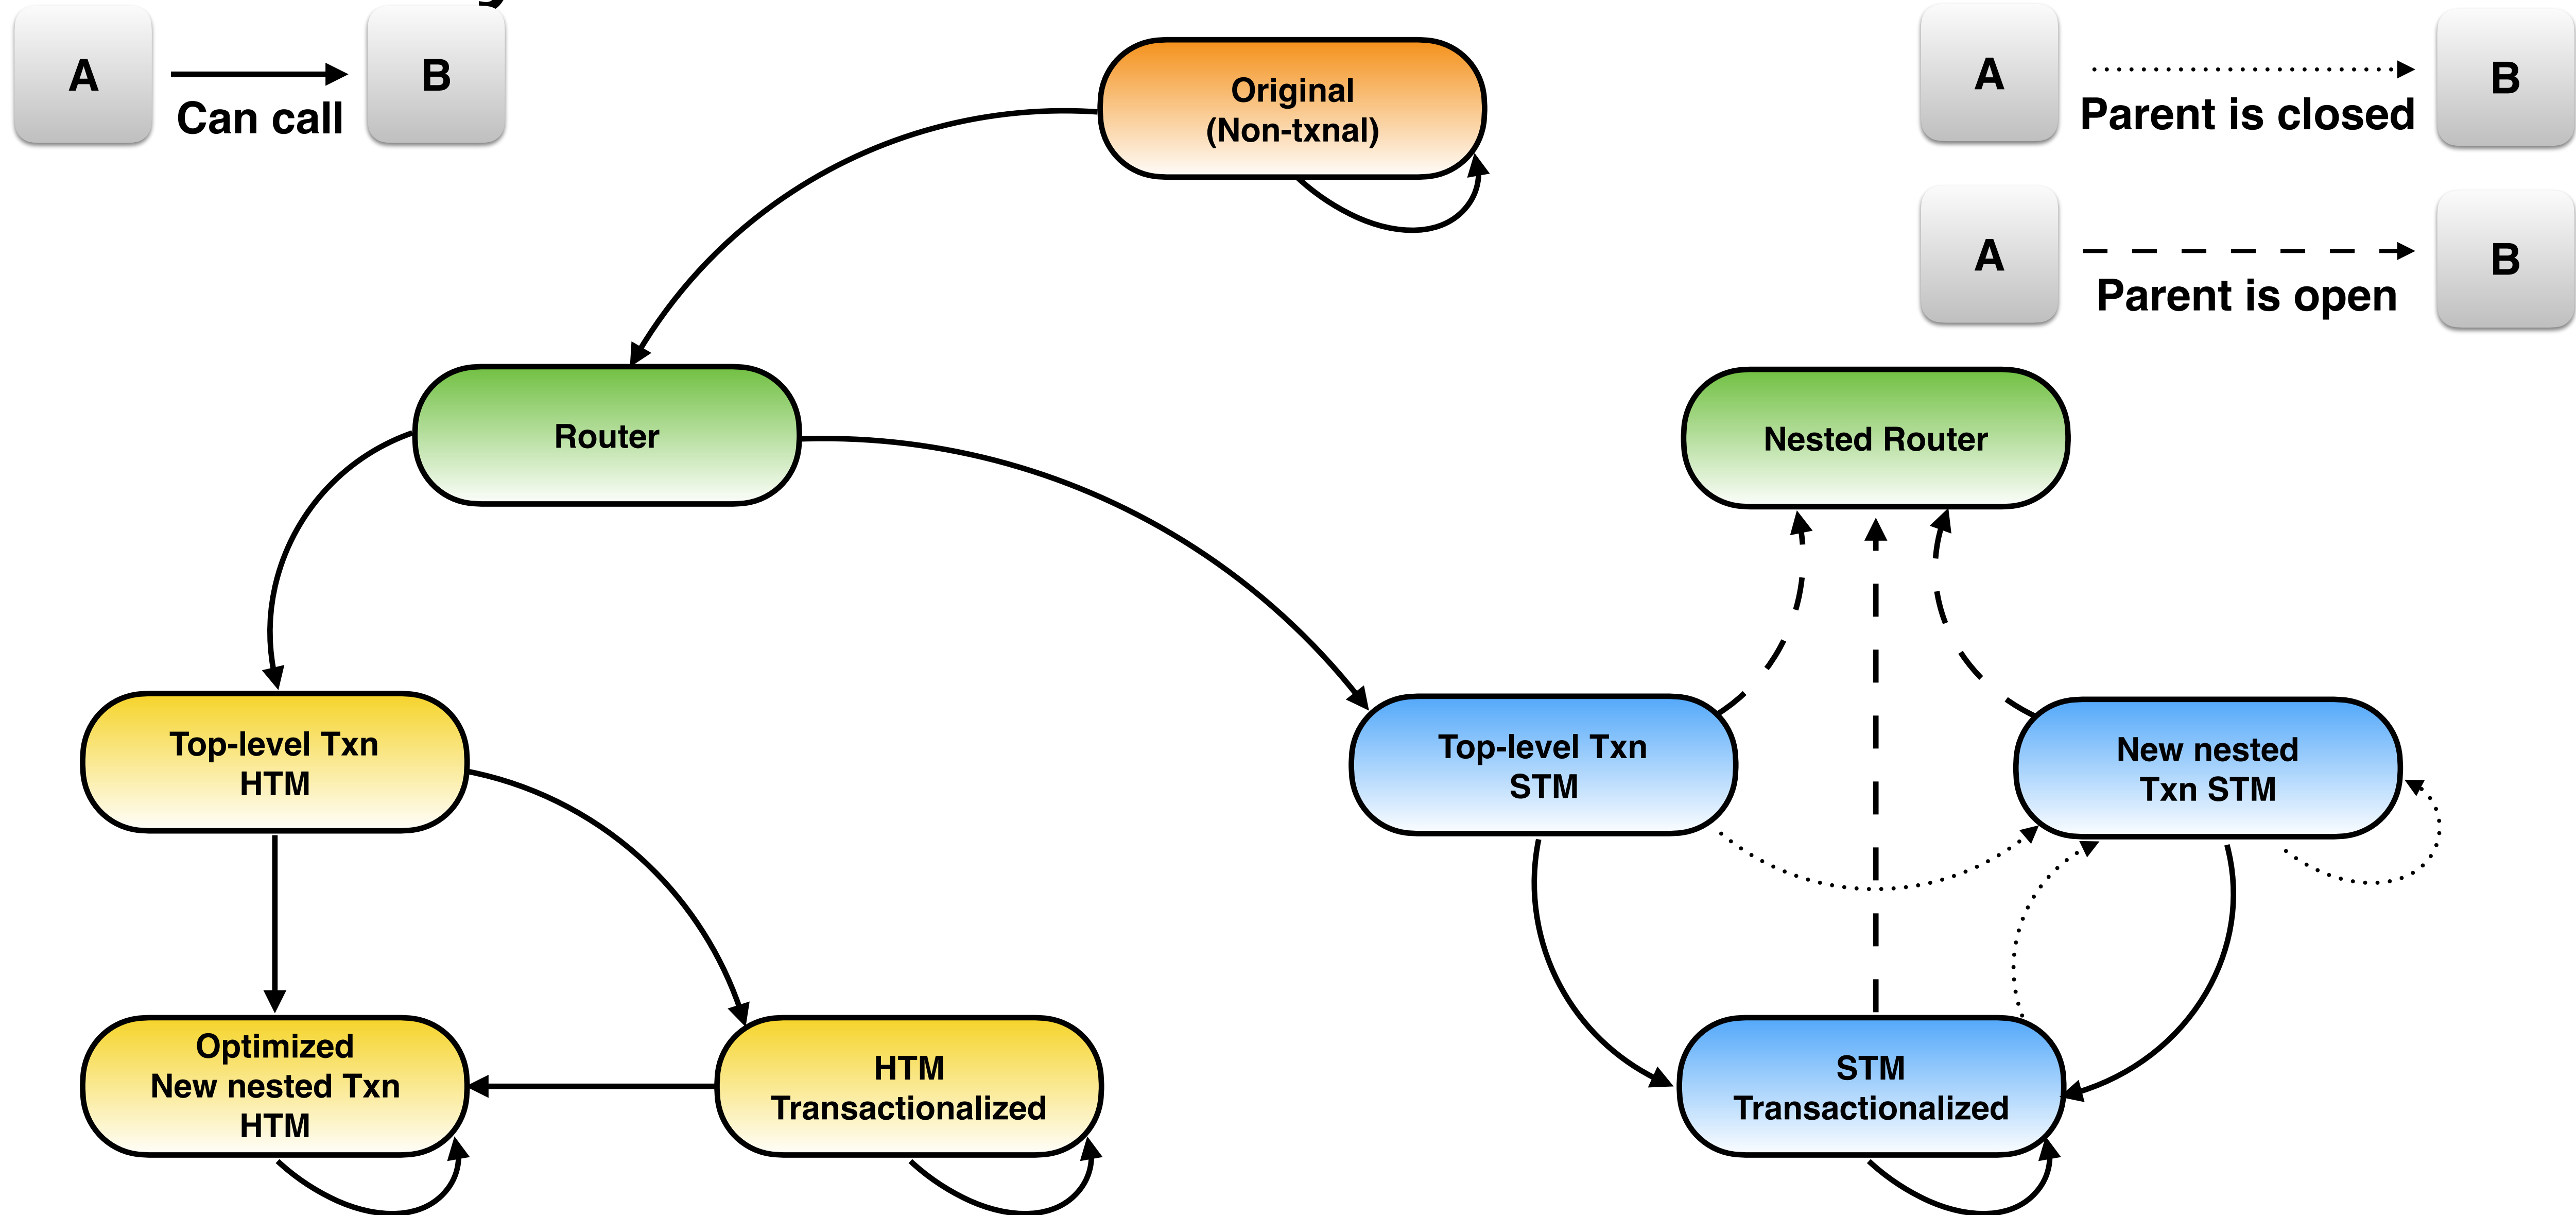 A
Can call
B
A
Parent is closed
B
A
Parent is open
B
Original
(Non-txnal)
Router
Nested Router
Top-level Txn
HTM
Top-level Txn
STM
New nested
Txn STM
Optimized
New nested Txn
HTM
HTM
Transactionalized
STM
Transactionalized